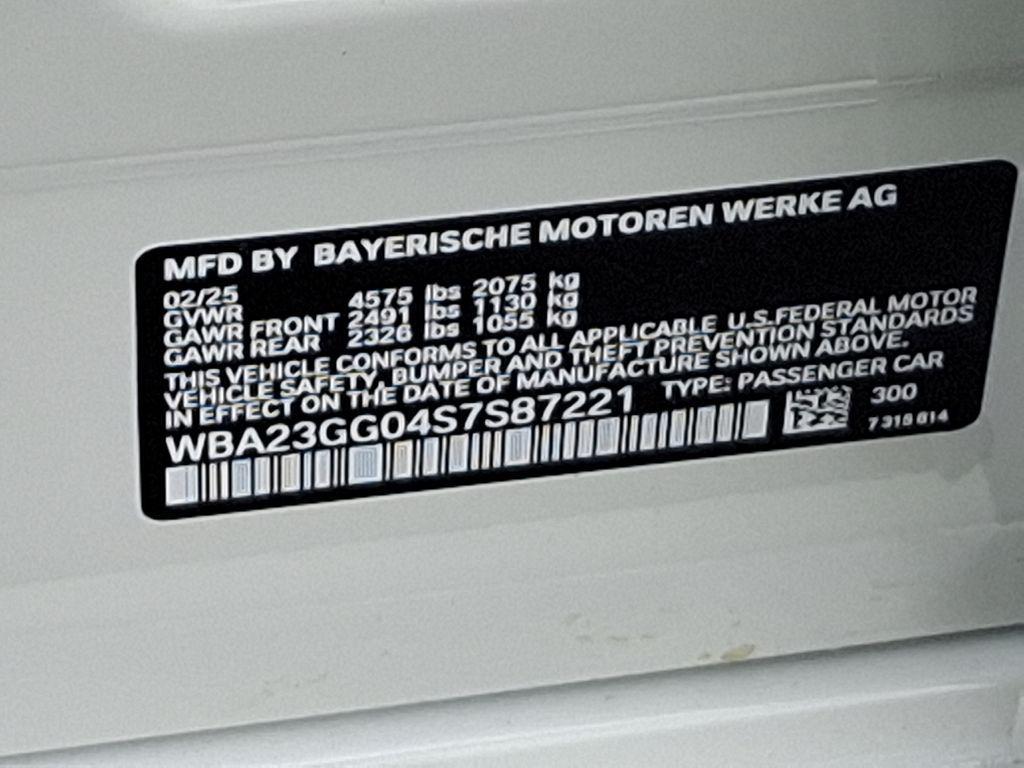 MFD BY BAYERISCHE MOTOREN WERKE AG
02/25
GVWR 4575 lbs 2075 kg
GAWR FRONT 2491 lbs 1130 kg
GAWR REAR 2326 lbs 1055 kg
THIS VEHICLE CONFORMS TO ALL APPLICABLE U.S.FEDERAL MOTOR
VEHICLE SAFETY, BUMPER AND THEFT PREVENTION STANDARDS
IN EFFECT ON THE DATE OF MANUFACTURE SHOWN ABOVE.
WBA23GG04S7S87221 TYPE: PASSENGER CAR
300